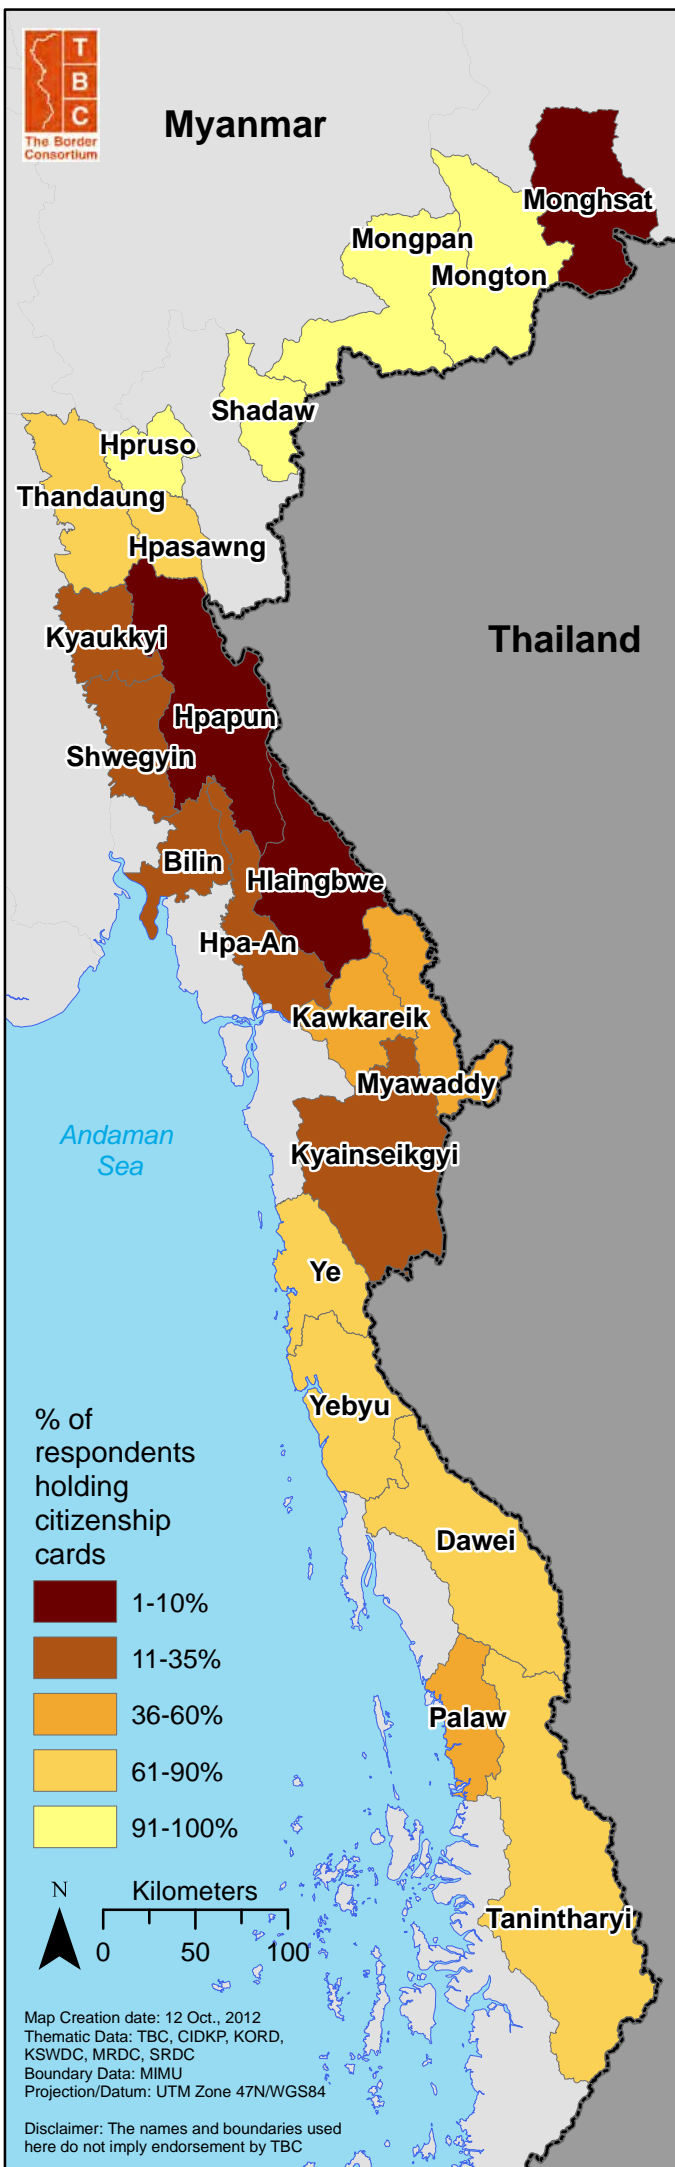 T
B
C
The Border
Consortium
Myanmar
Monghsat
Mongpan
Mongton
Shadaw
Hpruso
Thandaung
Hpasawng
Kyaukkyi
Thailand
Hpapun
Shwegyin
Bilin
Hlaingbwe
Hpa-An
Kawkareik
Myawaddy
Andaman
Sea
Kyainseikgyi
Ye
Yebyu
% of
respondents
holding
citizenship
cards
1-10%
11-35%
36-60%
61-90%
91-100%
Dawei
Palaw
Tanintharyi
N
Kilometers
0 50 100
Map Creation date: 12 Oct., 2012
Thematic Data: TBC, CIDKP, KORD,
KSWDC, MRDC, SRDC
Boundary Data: MIMU
Projection/Datum: UTM Zone 47N/WGS84
Disclaimer: The names and boundaries used
here do not imply endorsement by TBC